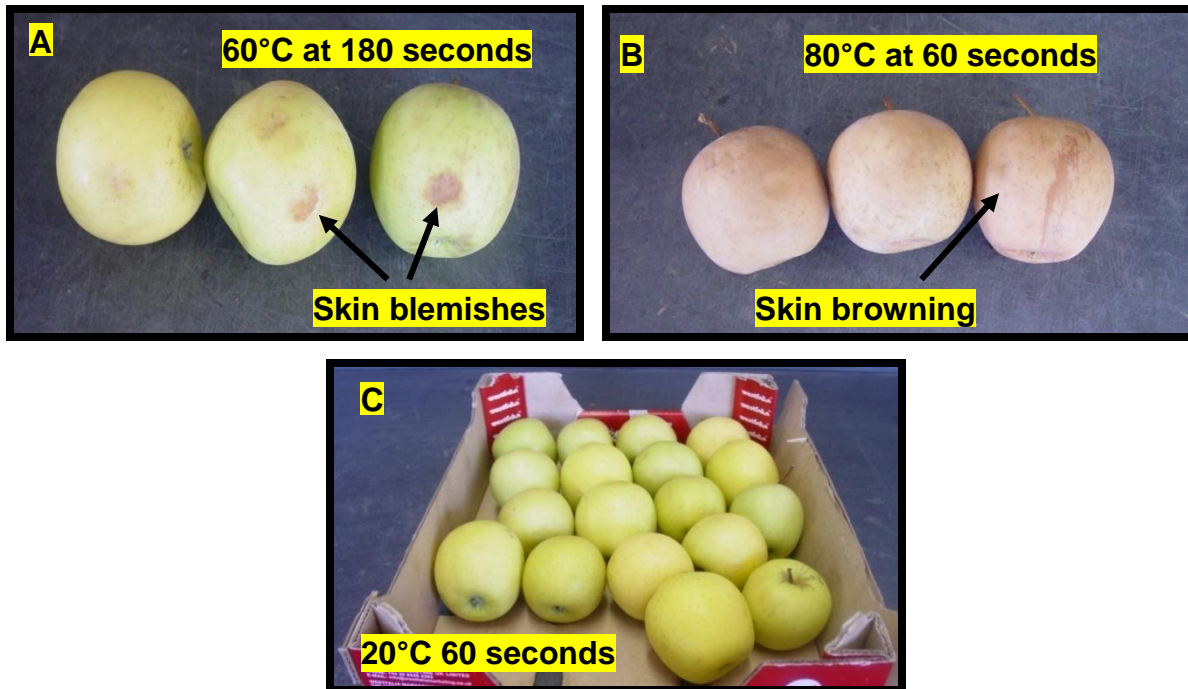 A
60°C at 180 seconds
Skin blemishes
B
80°C at 60 seconds
Skin browning
C
20°C 60 seconds